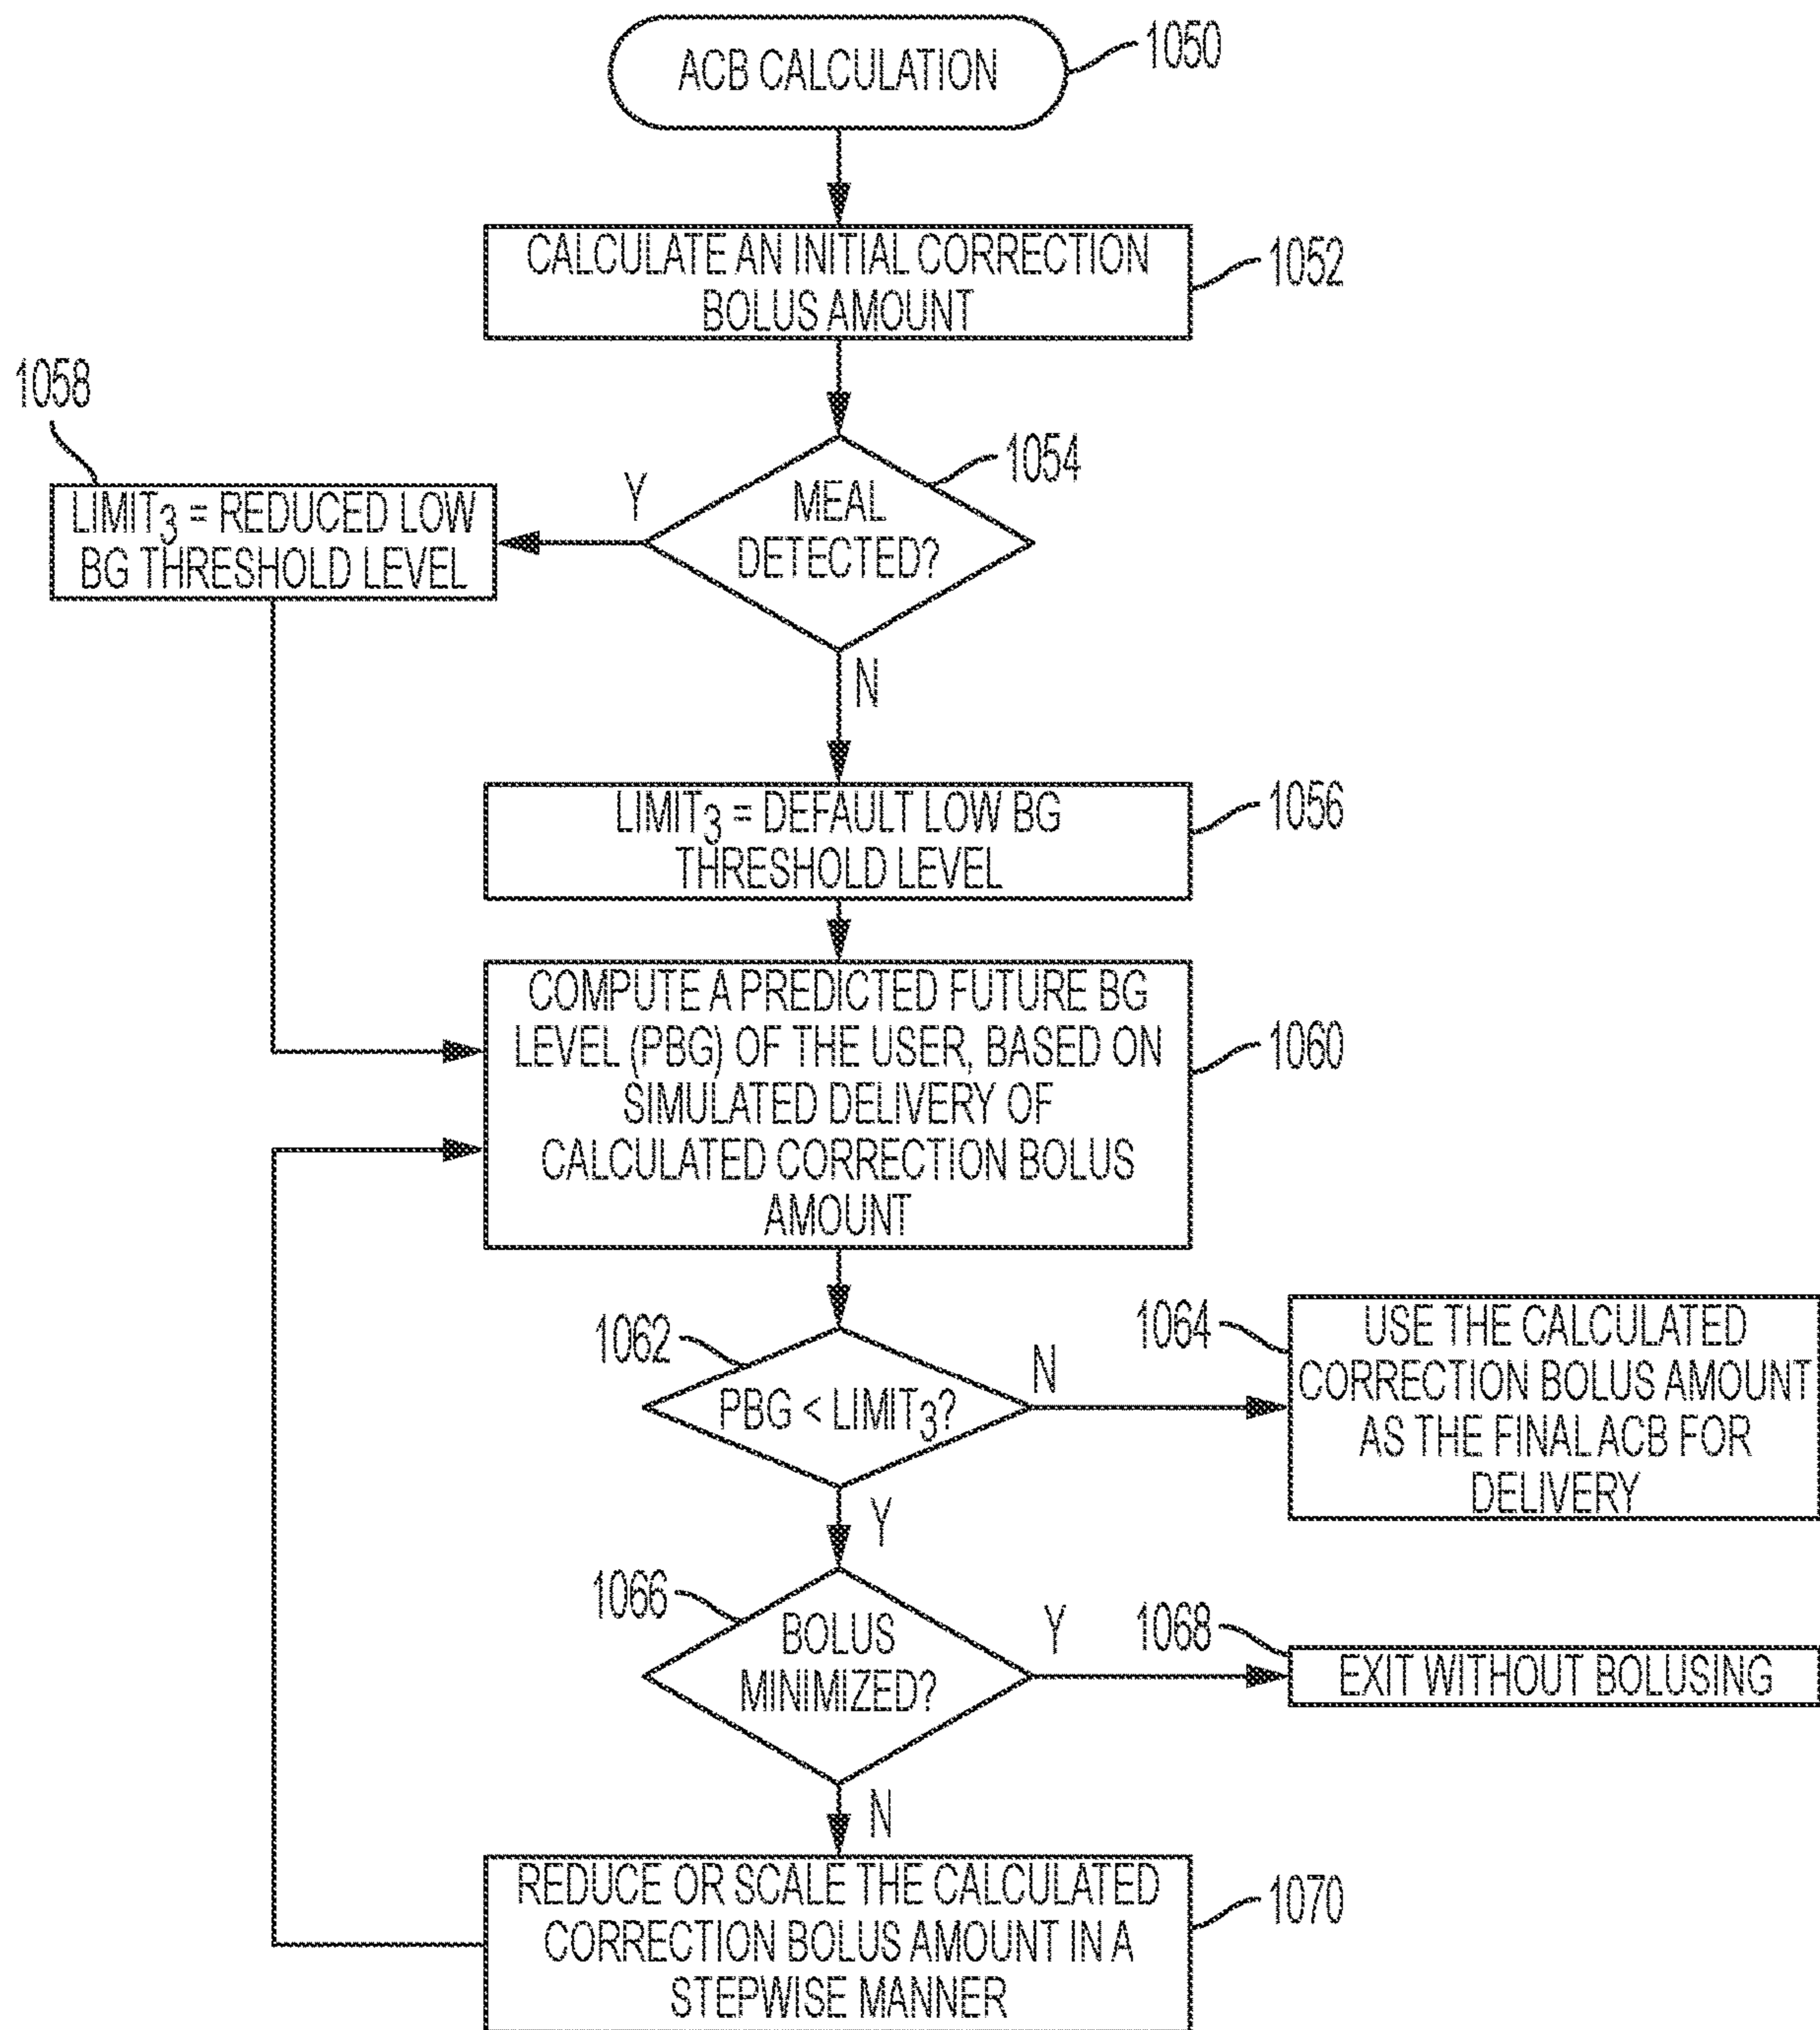 ACB CALCULATION
1050
CALCULATE AN INITIAL CORRECTION
BOLUS AMOUNT
1052
1058
1054
MEAL
DETECTED?
Y
LIMIT3 = REDUCED LOW
BG THRESHOLD LEVEL
N
LIMIT3 = DEFAULT LOW BG
THRESHOLD LEVEL
1056
COMPUTE A PREDICTED FUTURE BG
LEVEL (PBG) OF THE USER, BASED ON
SIMULATED DELIVERY OF
CALCULATED CORRECTION BOLUS
AMOUNT
1060
1062
PBG < LIMIT3?
N
1064
USE THE CALCULATED
CORRECTION BOLUS AMOUNT
AS THE FINAL ACB FOR
DELIVERY
Y
1066
BOLUS
MINIMIZED?
Y
1068
EXIT WITHOUT BOLUSING
N
REDUCE OR SCALE THE CALCULATED
CORRECTION BOLUS AMOUNT IN A
STEPWISE MANNER
1070